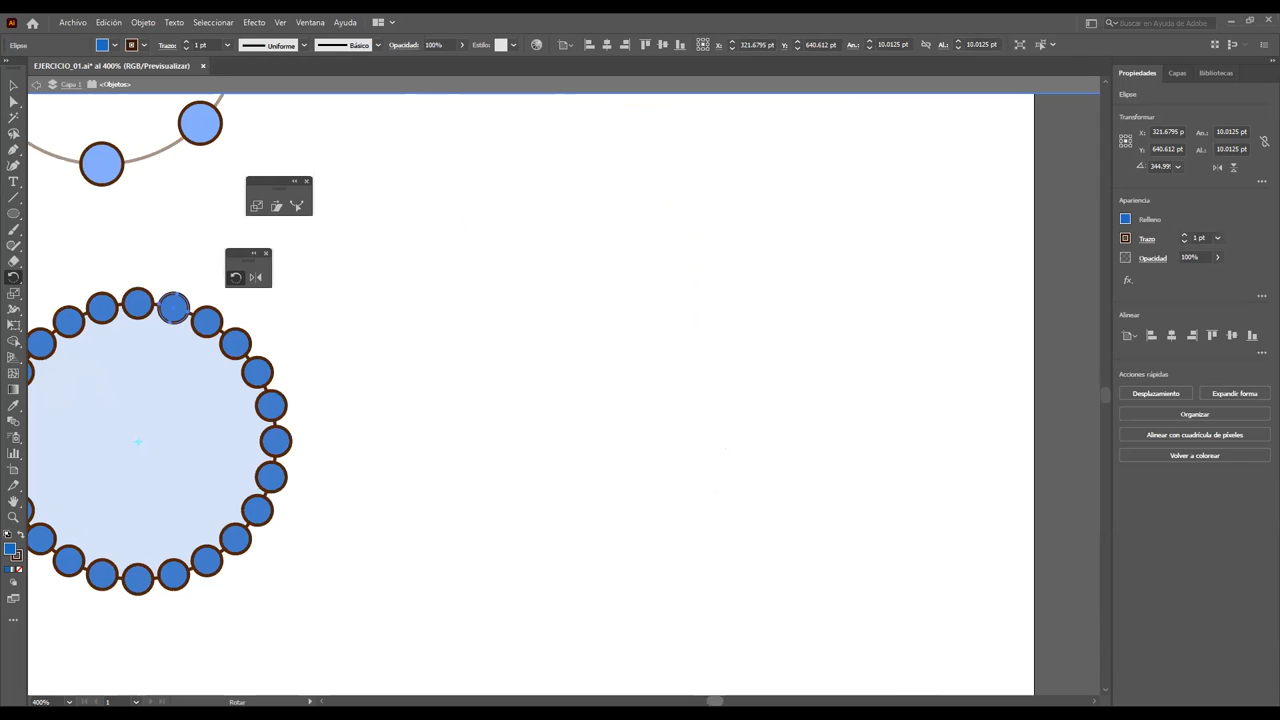 Ai
Archivo Edición Objeto Texto Seleccionar Efecto Ver Ventana Ayuda
Buscar en Ayuda de Adobe
Elipse
Trazo: 1 pt Uniforme Básico Opacidad: 100% Estilo: X: 321.6795 pt Y: 640.612 pt An.: 10.0125 pt Al.: 10.0125 pt
EJERCICIO_01.ai* al 400% (RGB/Previsualizar)
Capa 1 <Objetos>
Propiedades Capas Bibliotecas
Elipse
Transformar
X: 321.6795 p An.: 10.0125 pt
Y: 640.612 pt Al.: 10.0125 pt
344.999
Apariencia
Relleno
Trazo 1 pt
Opacidad 100%
fx.
Alinear
Acciones rápidas
Desplazamiento Expandir forma
Organizar
Alinear con cuadrícula de píxeles
Volver a colorear
400% 1 Rotar